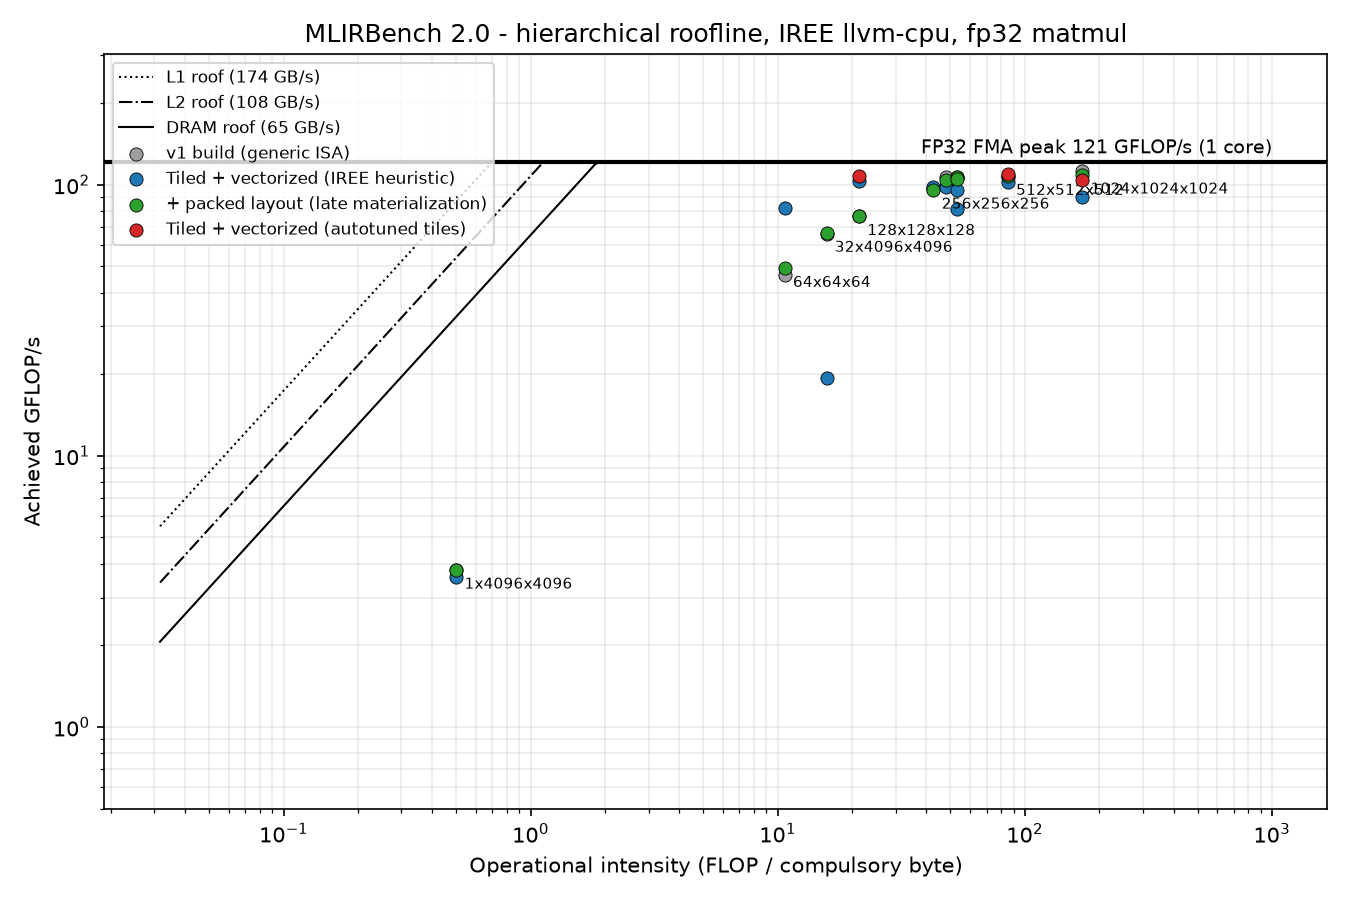 MLIRBench 2.0 - hierarchical roofline, IREE llvm-cpu, fp32 matmul
L1 roof (174 GB/s)
L2 roof (108 GB/s)
DRAM roof (65 GB/s)
v1 build (generic ISA)
Tiled + vectorized (IREE heuristic)
+ packed layout (late materialization)
Tiled + vectorized (autotuned tiles)
FP32 FMA peak 121 GFLOP/s (1 core)
512x512x512
1024x1024x1024
256x256x256
128x128x128
32x4096x4096
64x64x64
1x4096x4096
Achieved GFLOP/s
10²
10¹
10⁰
10⁻¹
10⁰
10¹
10²
10³
Operational intensity (FLOP / compulsory byte)